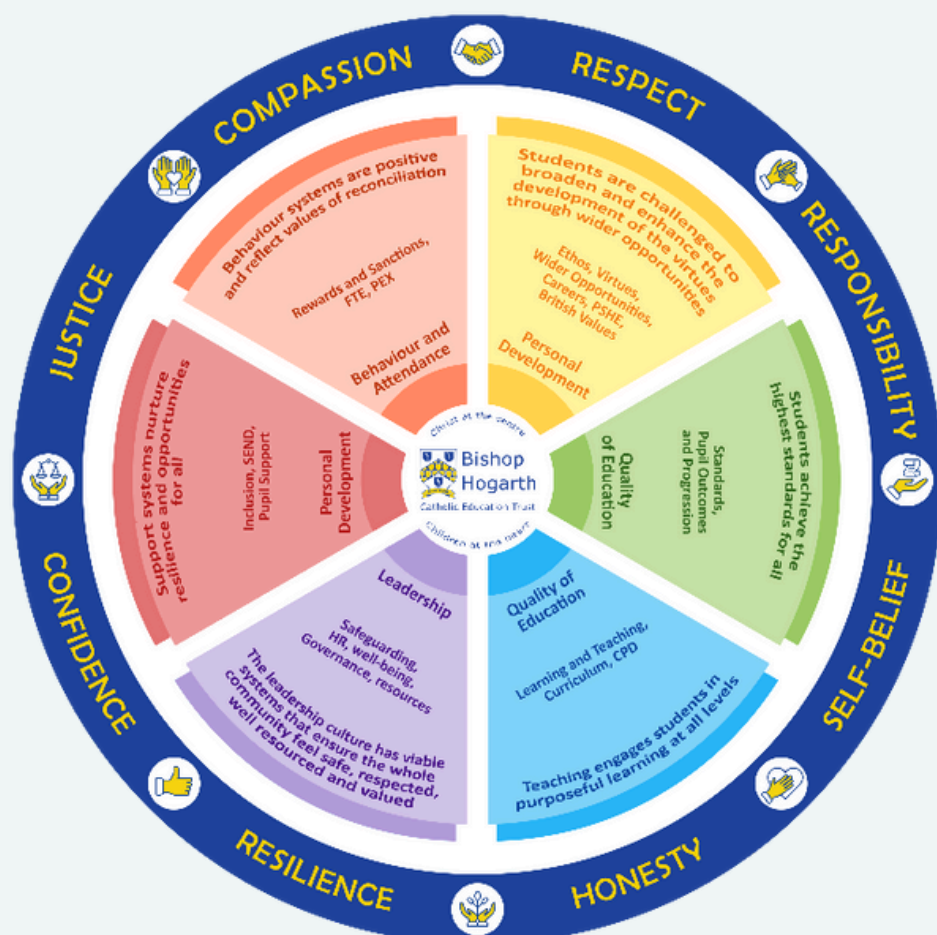 COMPASSION
RESPECT
RESPONSIBILITY
SELF-BELIEF
HONESTY
RESILIENCE
CONFIDENCE
JUSTICE
Behaviour systems are positive
and reflect values of reconciliation
Rewards and Sanctions,
FTE, PEX
Behaviour and
Attendance
Students are challenged to
broaden and enhance the
development of the virtues
through wider opportunities
Ethos, Virtues,
Wider Opportunities,
Careers, PSHE,
British Values
Personal
Development
Students achieve the
highest standards for all
Standards,
Pupil Outcomes
and Progression
Quality
of Education
Quality of
Education
Learning and Teaching,
Curriculum, CPD
Teaching engages students in
purposeful learning at all levels
Leadership
Safeguarding,
HR, well-being,
Governance, resources
The leadership culture has viable
systems that ensure the whole
community feel safe, respected,
well resourced and valued
Support systems nurture
resilience and opportunities
for all
Inclusion, SEND,
Pupil Support
Personal
Development
Christ at the centre
Bishop
Hogarth
Catholic Education Trust
Children at the heart